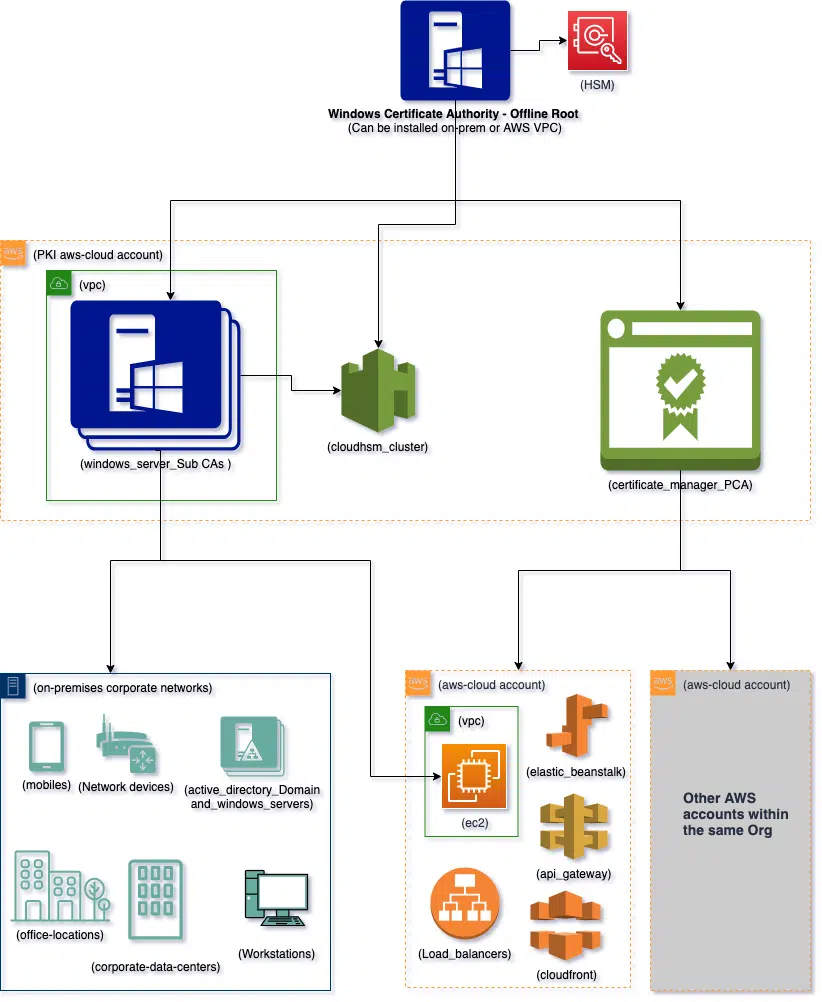 (HSM)
Windows Certificate Authority - Offline Root
(Can be installed on-prem or AWS VPC)
aws
(PKI aws-cloud account)
(vpc)
(windows_server_Sub CAs )
(cloudhsm_cluster)
(certificate_manager_PCA)
(on-premises corporate networks)
(mobiles)
(Network devices)
(active_directory_Domain
and_windows_servers)
(office-locations)
(corporate-data-centers)
(Workstations)
aws
(aws-cloud account)
(vpc)
(ec2)
(elastic_beanstalk)
(api_gateway)
(Load_balancers)
(cloudfront)
aws
(aws-cloud account)
Other AWS
accounts within
the same Org